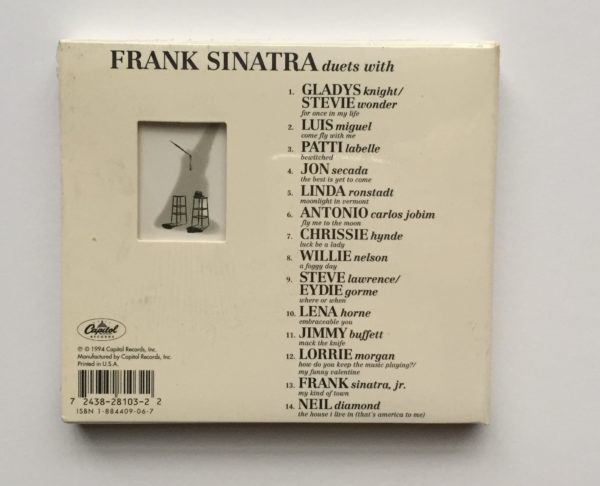 FRANK SINATRA duets with
1. GLADYS knight/
STEVIE wonder
for once in my life
2. LUIS miguel
come fly with me
3. PATTI labelle
bewitched
4. JON secada
the best is yet to come
5. LINDA ronstadt
moonlight in vermont
6. ANTONIO carlos jobim
fly me to the moon
7. CHRISSIE hynde
luck be a lady
8. WILLIE nelson
a foggy day
9. STEVE lawrence/
EYDIE gorme
where or when
10. LENA horne
embraceable you
11. JIMMY buffett
mack the knife
12. LORRIE morgan
how do you keep the music playing?/
my funny valentine
13. FRANK sinatra, jr.
my kind of town
14. NEIL diamond
the house i live in (that's america to me)
Capitol
RECORDS
℗ © 1994 Capitol Records, Inc.
Manufactured by Capitol Records, Inc.
Printed in U.S.A.
7 2438-28103-2 2
ISBN 1-884409-06-7